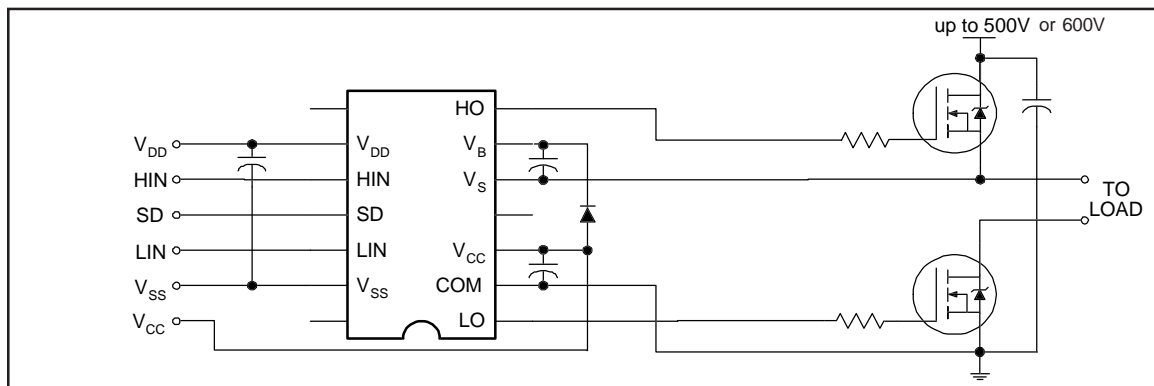 up to 500V or 600V
HO
V_DD
V_DD
V_B
HIN
HIN
V_S
TO
LOAD
SD
SD
LIN
LIN
V_CC
V_SS
V_SS
COM
V_CC
LO